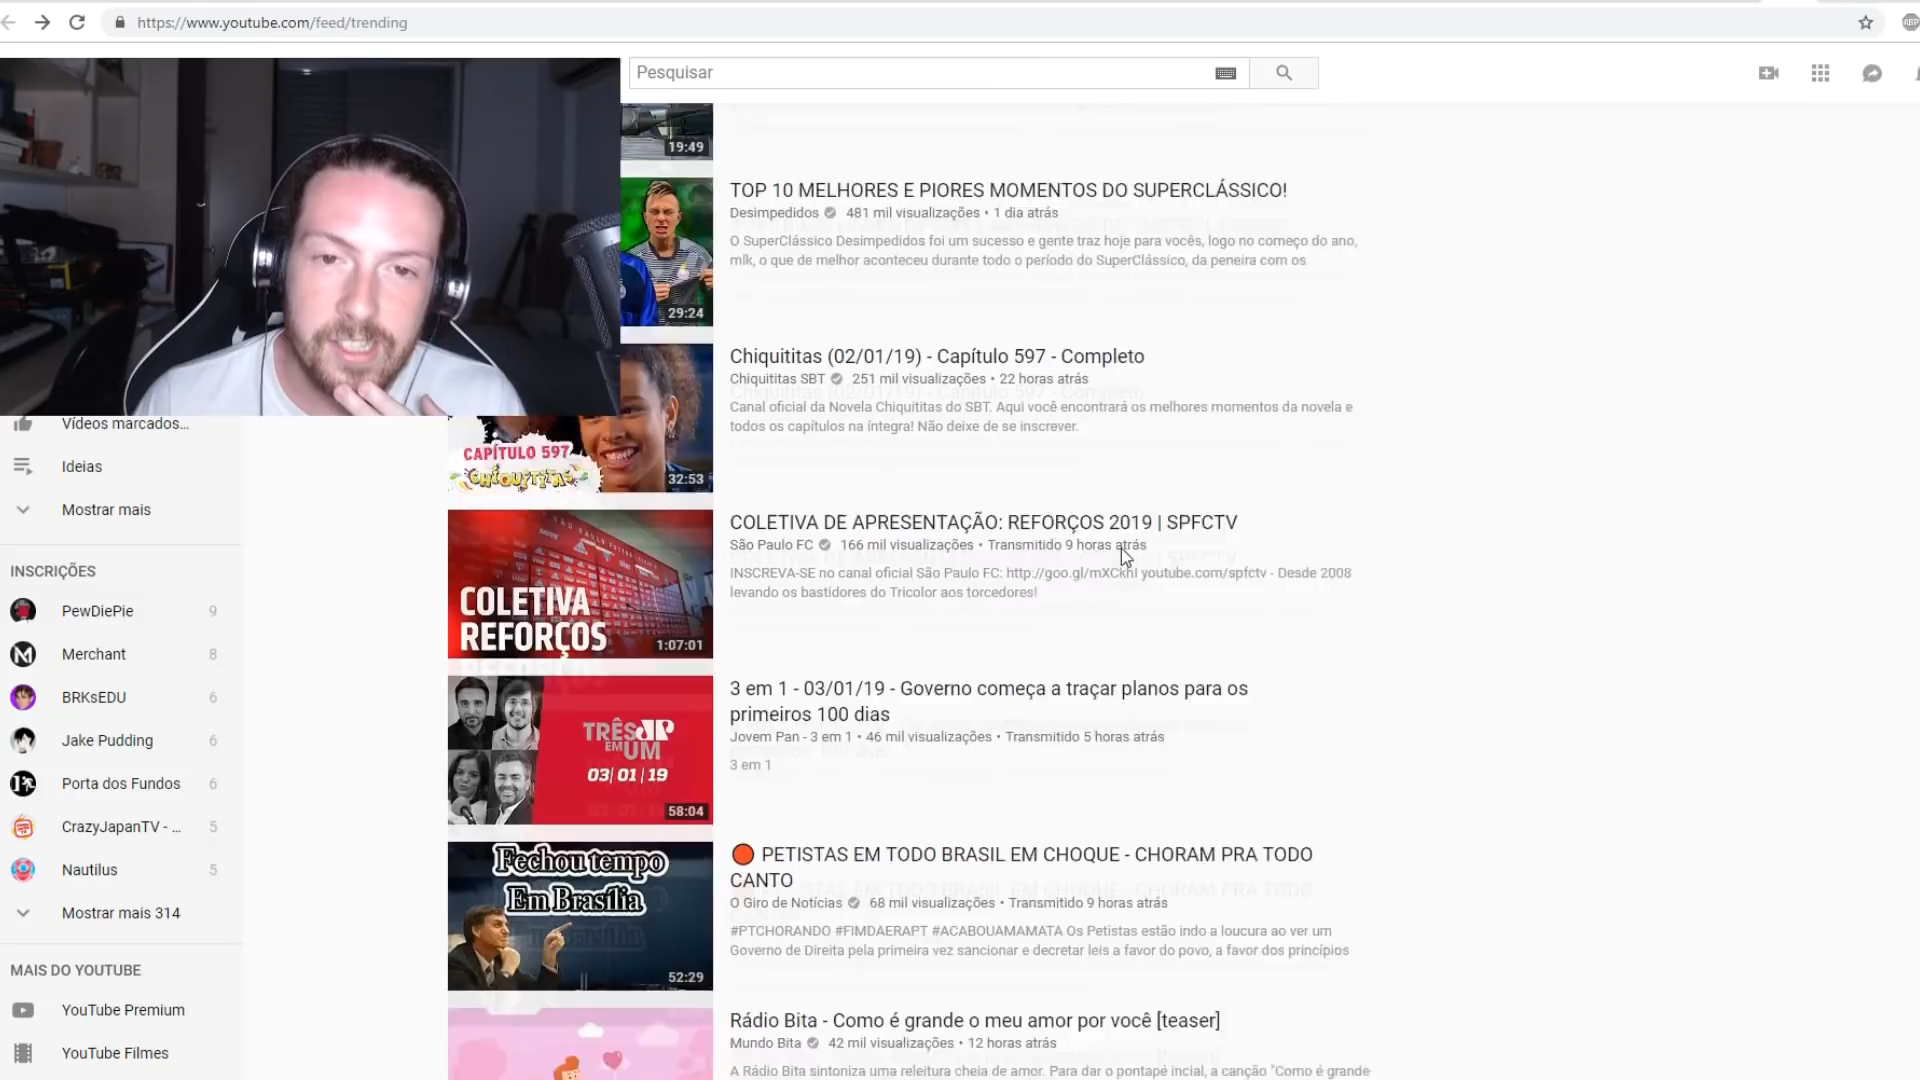 https://www.youtube.com/feed/trending
ABP
Pesquisar
19:49
TOP 10 MELHORES E PIORES MOMENTOS DO SUPERCLÁSSICO!
Desimpedidos 481 mil visualizações • 1 dia atrás
O SuperClássico Desimpedidos foi um sucesso e gente traz hoje para vocês, logo no começo do ano,
mlk, o que de melhor aconteceu durante todo o período do SuperClássico, da peneira com os
29:24
Chiquititas (02/01/19) - Capítulo 597 - Completo
Chiquititas SBT 251 mil visualizações • 22 horas atrás
Canal oficial da Novela Chiquititas do SBT. Aqui você encontrará os melhores momentos da novela e
todos os capítulos na íntegra! Não deixe de se inscrever.
CAPÍTULO 597
CHIQUITITAS
32:53
Vídeos marcados...
Ideias
Mostrar mais
INSCRIÇÕES
PewDiePie 9
Merchant 8
BRKsEDU 6
Jake Pudding 6
Porta dos Fundos 6
CrazyJapanTV - ... 5
Nautilus 5
Mostrar mais 314
MAIS DO YOUTUBE
YouTube Premium
YouTube Filmes
COLETIVA DE APRESENTAÇÃO: REFORÇOS 2019 | SPFCTV
São Paulo FC 166 mil visualizações • Transmitido 9 horas atrás
INSCREVA-SE no canal oficial São Paulo FC: http://goo.gl/mXCkhI youtube.com/spfctv - Desde 2008
levando os bastidores do Tricolor aos torcedores!
COLETIVA
REFORÇOS
1:07:01
3 em 1 - 03/01/19 - Governo começa a traçar planos para os
primeiros 100 dias
Jovem Pan - 3 em 1 • 46 mil visualizações • Transmitido 5 horas atrás
3 em 1
TRÊS JP
EM UM
03| 01 | 19
58:04
PETISTAS EM TODO BRASIL EM CHOQUE - CHORAM PRA TODO
CANTO
O Giro de Notícias 68 mil visualizações • Transmitido 9 horas atrás
#PTCHORANDO #FIMDAERAPT #ACABOUAMAMATA Os Petistas estão indo a loucura ao ver um
Governo de Direita pela primeira vez sancionar e decretar leis a favor do povo, a favor dos princípios
Fechou tempo
Em Brasília
52:29
Rádio Bita - Como é grande o meu amor por você [teaser]
Mundo Bita 42 mil visualizações • 12 horas atrás
A Rádio Bita sintoniza uma releitura cheia de amor. Para dar o pontapé incial, a canção "Como é grande